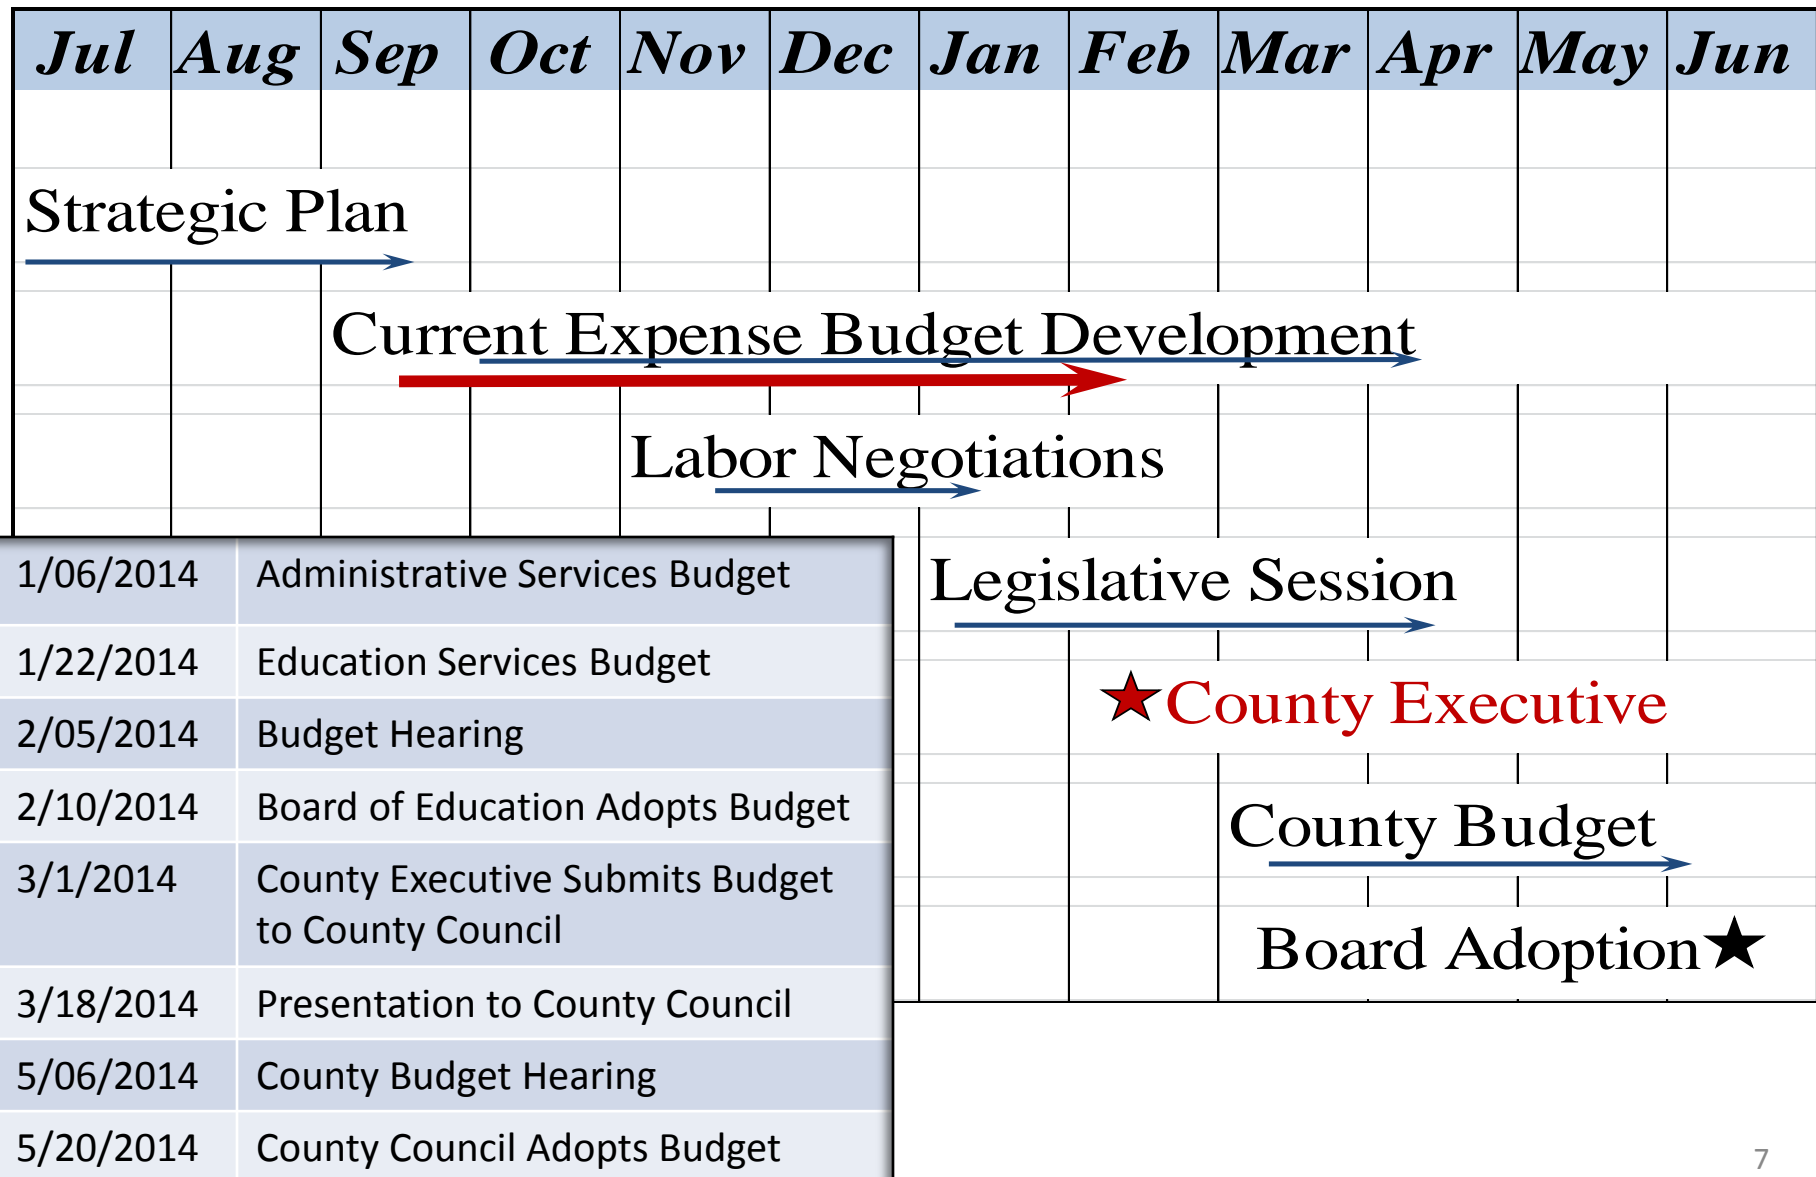 Jul Aug Sep Oct Nov Dec Jan Feb Mar Apr May Jun
Strategic Plan
Current Expense Budget Development
Labor Negotiations
Legislative Session
County Executive
County Budget
Board Adoption
1/06/2014 Administrative Services Budget
1/22/2014 Education Services Budget
2/05/2014 Budget Hearing
2/10/2014 Board of Education Adopts Budget
3/1/2014 County Executive Submits Budget
to County Council
3/18/2014 Presentation to County Council
5/06/2014 County Budget Hearing
5/20/2014 County Council Adopts Budget
7